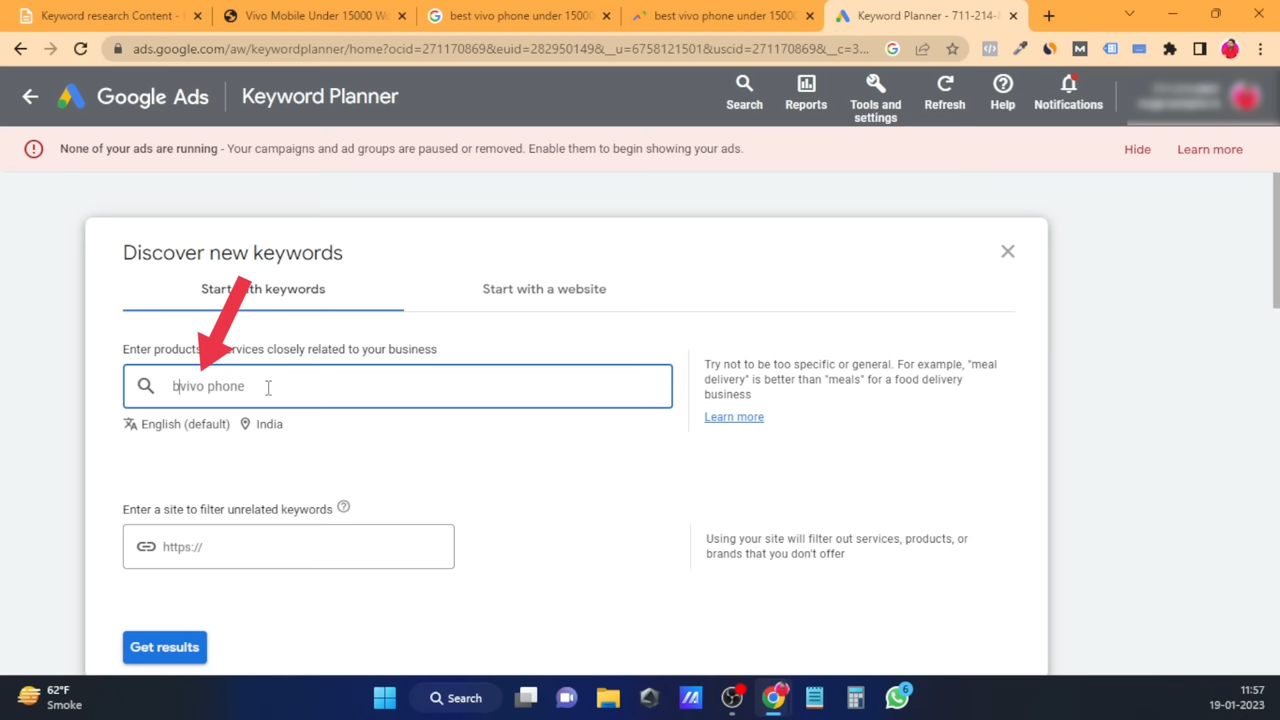 Keyword research Content -
Vivo Mobile Under 15000
best vivo phone under 15000
best vivo phone under 15000
Keyword Planner - 711-214-
ads.google.com/aw/keywordplanner/home?ocid=271170869&euid=282950149&__u=6758121501&uscid=271170869&__c=3...
Google Ads
Keyword Planner
Search
Reports
Tools and
settings
Refresh
Help
Notifications
None of your ads are running - Your campaigns and ad groups are paused or removed. Enable them to begin showing your ads.
Hide
Learn more
Discover new keywords
Start with keywords
Start with a website
Enter products services closely related to your business
bvivo phone
English (default)
India
Try not to be too specific or general. For example, "meal
delivery" is better than "meals" for a food delivery
business
Learn more
Enter a site to filter unrelated keywords
https://
Using your site will filter out services, products, or
brands that you don't offer
Get results
62°F
Smoke
Search
6
11:57
19-01-2023